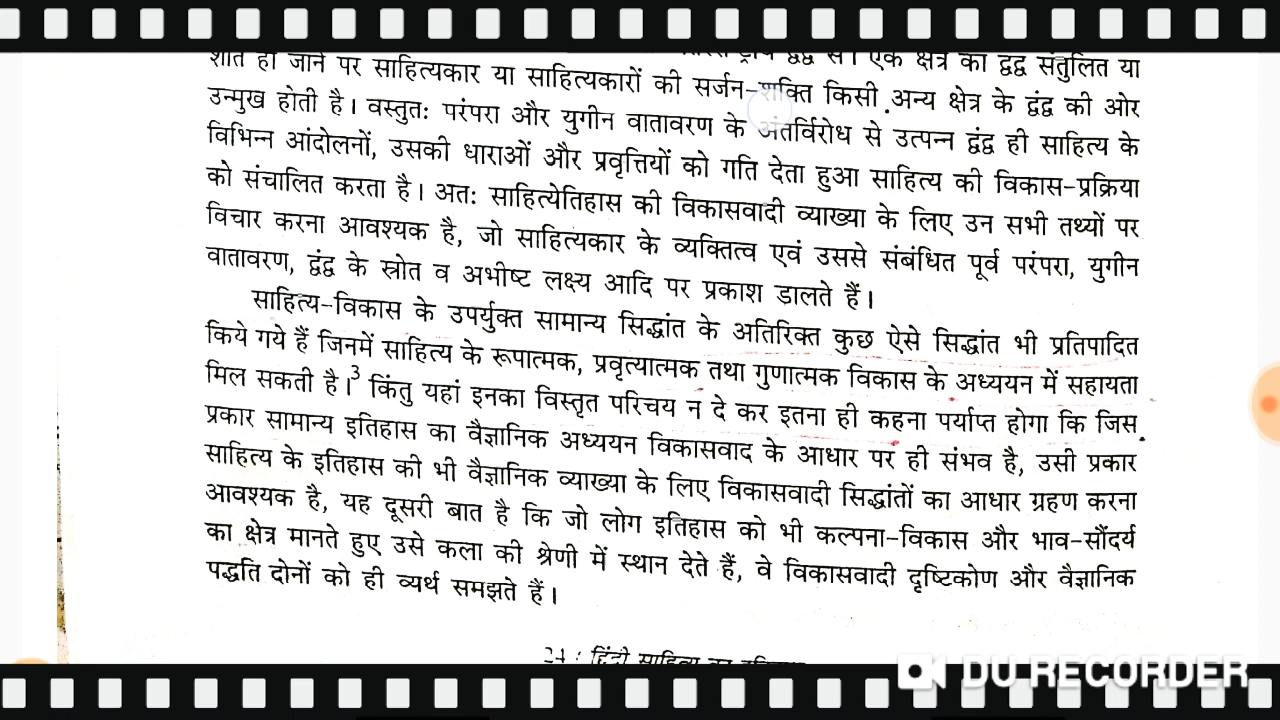 द्वंद्व से। एक क्षेत्र का द्वंद्व संतुलित या
शांत हो जाने पर साहित्यकार या साहित्यकारों की सर्जन-शक्ति किसी अन्य क्षेत्र के द्वंद्व की ओर
उन्मुख होती है। वस्तुतः परंपरा और युगीन वातावरण के अंतर्विरोध से उत्पन्न द्वंद्व ही साहित्य के
विभिन्न आंदोलनों, उसकी धाराओं और प्रवृत्तियों को गति देता हुआ साहित्य की विकास-प्रक्रिया
को संचालित करता है। अतः साहित्येतिहास की विकासवादी व्याख्या के लिए उन सभी तथ्यों पर
विचार करना आवश्यक है, जो साहित्यकार के व्यक्तित्व एवं उससे संबंधित पूर्व परंपरा, युगीन
वातावरण, द्वंद्व के स्त्रोत व अभीष्ट लक्ष्य आदि पर प्रकाश डालते हैं।
साहित्य-विकास के उपर्युक्त सामान्य सिद्धांत के अतिरिक्त कुछ ऐसे सिद्धांत भी प्रतिपादित
किये गये हैं जिनमें साहित्य के रूपात्मक, प्रवृत्यात्मक तथा गुणात्मक विकास के अध्ययन में सहायता
मिल सकती है।3 किंतु यहां इनका विस्तृत परिचय न दे कर इतना ही कहना पर्याप्त होगा कि जिस
प्रकार सामान्य इतिहास का वैज्ञानिक अध्ययन विकासवाद के आधार पर ही संभव है, उसी प्रकार
साहित्य के इतिहास की भी वैज्ञानिक व्याख्या के लिए विकासवादी सिद्धांतों का आधार ग्रहण करना
आवश्यक है, यह दूसरी बात है कि जो लोग इतिहास को भी कल्पना-विकास और भाव-सौंदर्य
का क्षेत्र मानते हुए उसे कला की श्रेणी में स्थान देते हैं, वे विकासवादी दृष्टिकोण और वैज्ञानिक
पद्धति दोनों को ही व्यर्थ समझते हैं।
: हिंदी साहित्य का
DU RECORDER